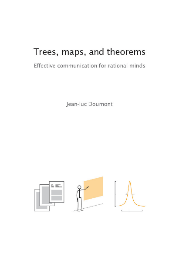 Trees, maps, and theorems
Effective communication for rational minds
Jean-luc Doumont